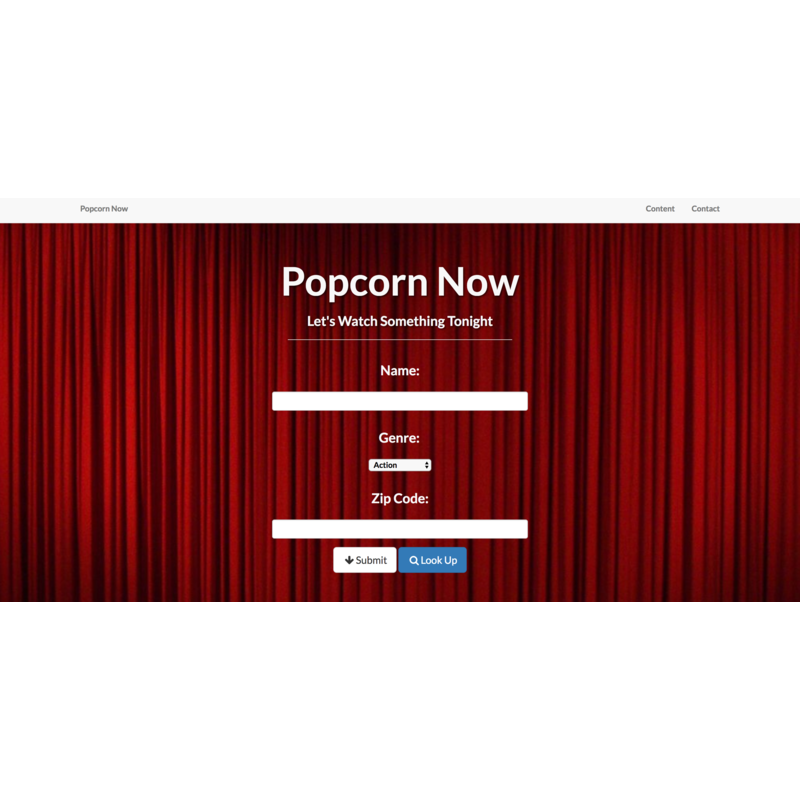 Popcorn Now Content Contact
Popcorn Now
Let's Watch Something Tonight
Name:
Genre:
Action
Zip Code:
Submit Look Up